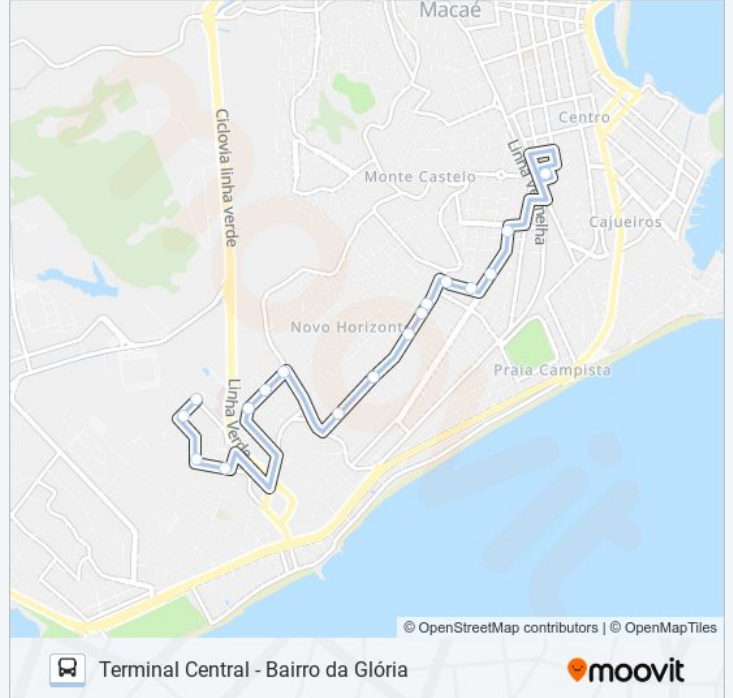 Macaé
Centro
Ciclovia linha verde
Linha Vermelha
Monte Castelo
Cajueiros
Novo Horizonte
Praia Campista
Linha Verde
© OpenStreetMap contributors | © OpenMapTiles
Terminal Central - Bairro da Glória
moovit